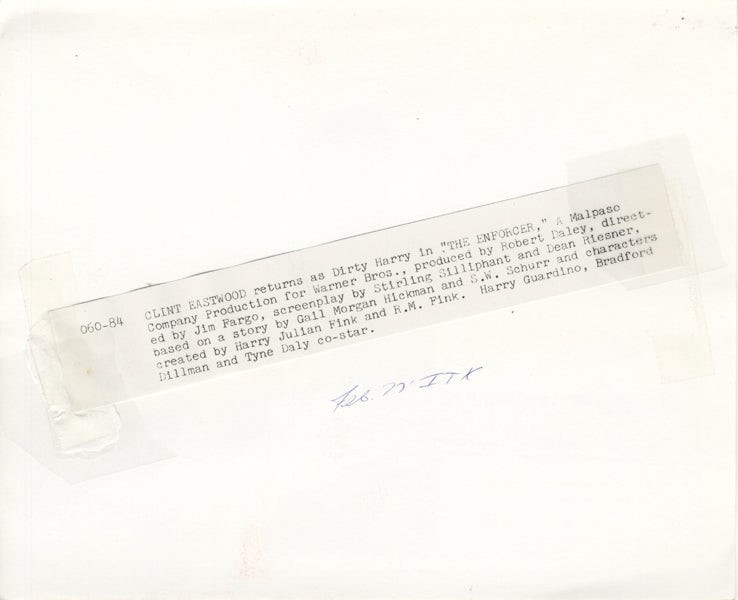 060-84 CLINT EASTWOOD returns as Dirty Harry in "THE ENFORCER," A Malpaso
Company Production for Warner Bros., produced by Robert Daley, direct-
ed by Jim Fargo, screenplay by Stirling Silliphant and Dean Riesner,
based on a story by Gail Morgan Hickman and S.W. Schurr and characters
created by Harry Julian Fink and R.M. Fink. Harry Guardino, Bradford
Dillman and Tyne Daly co-star.
Feb. 77'